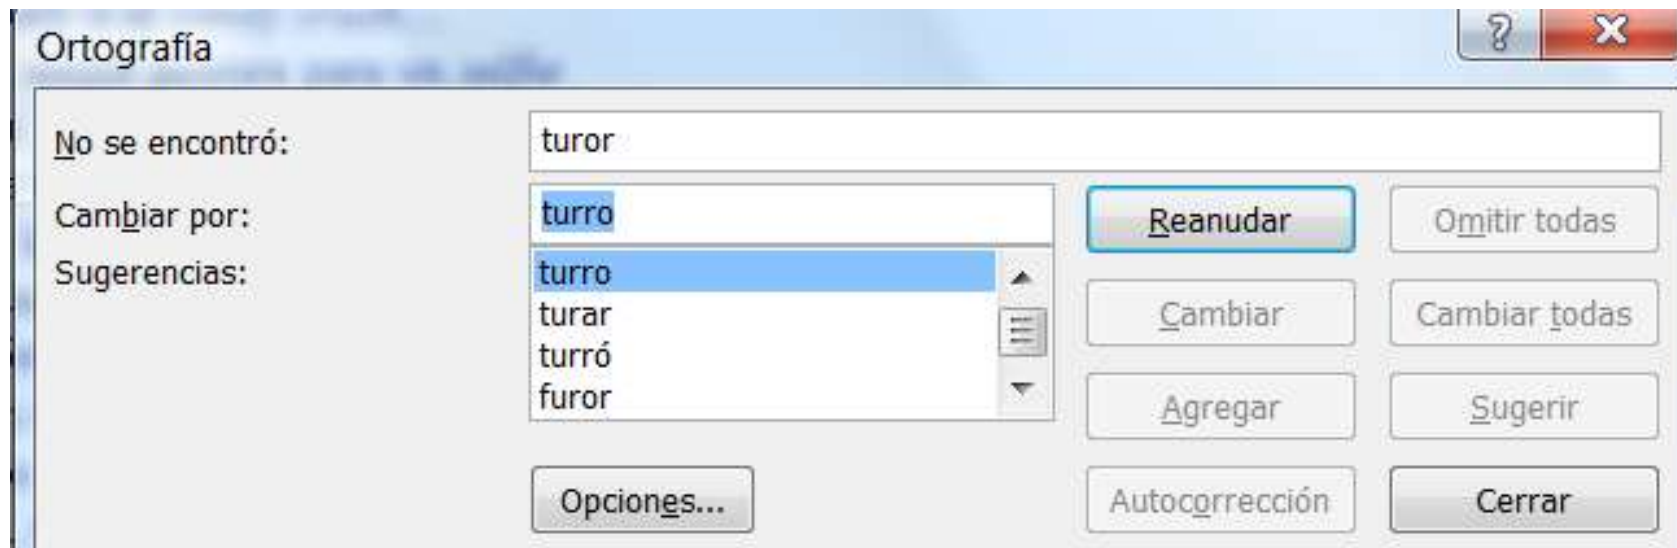 Ortografía
No se encontró: turor
Cambiar por: turro Reanudar Omitir todas
Sugerencias: turro
turar Cambiar Cambiar todas
turró
furor Agregar Sugerir
Opciones... Autocorrección Cerrar